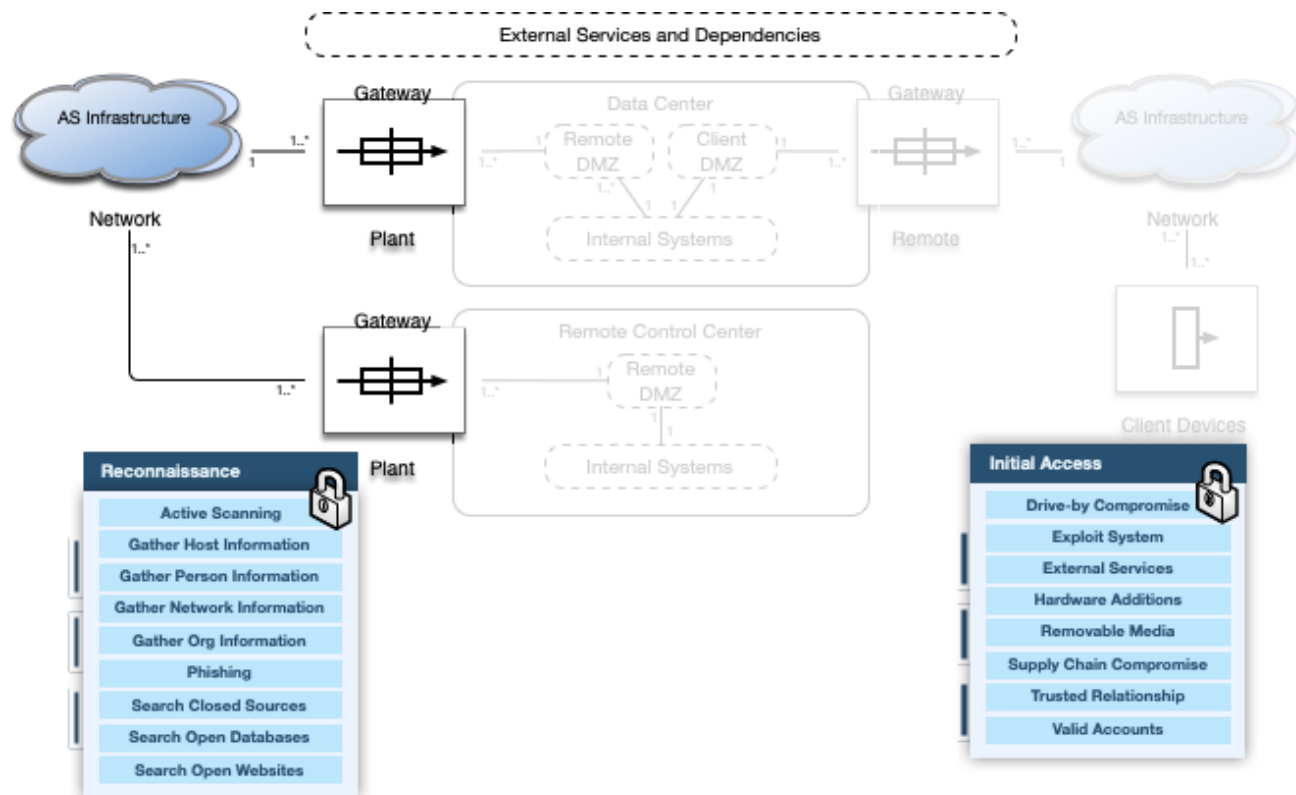 External Services and Dependencies
AS Infrastructure
Network
1
1..*
Gateway
Plant
1..*
1
Data Center
Remote
DMZ
Client
DMZ
1..*
1
1
1
Internal Systems
1
1..*
Gateway
Remote
1..*
1
AS Infrastructure
Network
1..*
1..*
Client Devices
1..*
1..*
Gateway
Plant
1..*
1
Remote Control Center
Remote
DMZ
1
1
Internal Systems
Reconnaissance
Active Scanning
Gather Host Information
Gather Person Information
Gather Network Information
Gather Org Information
Phishing
Search Closed Sources
Search Open Databases
Search Open Websites
Initial Access
Drive-by Compromise
Exploit System
External Services
Hardware Additions
Removable Media
Supply Chain Compromise
Trusted Relationship
Valid Accounts